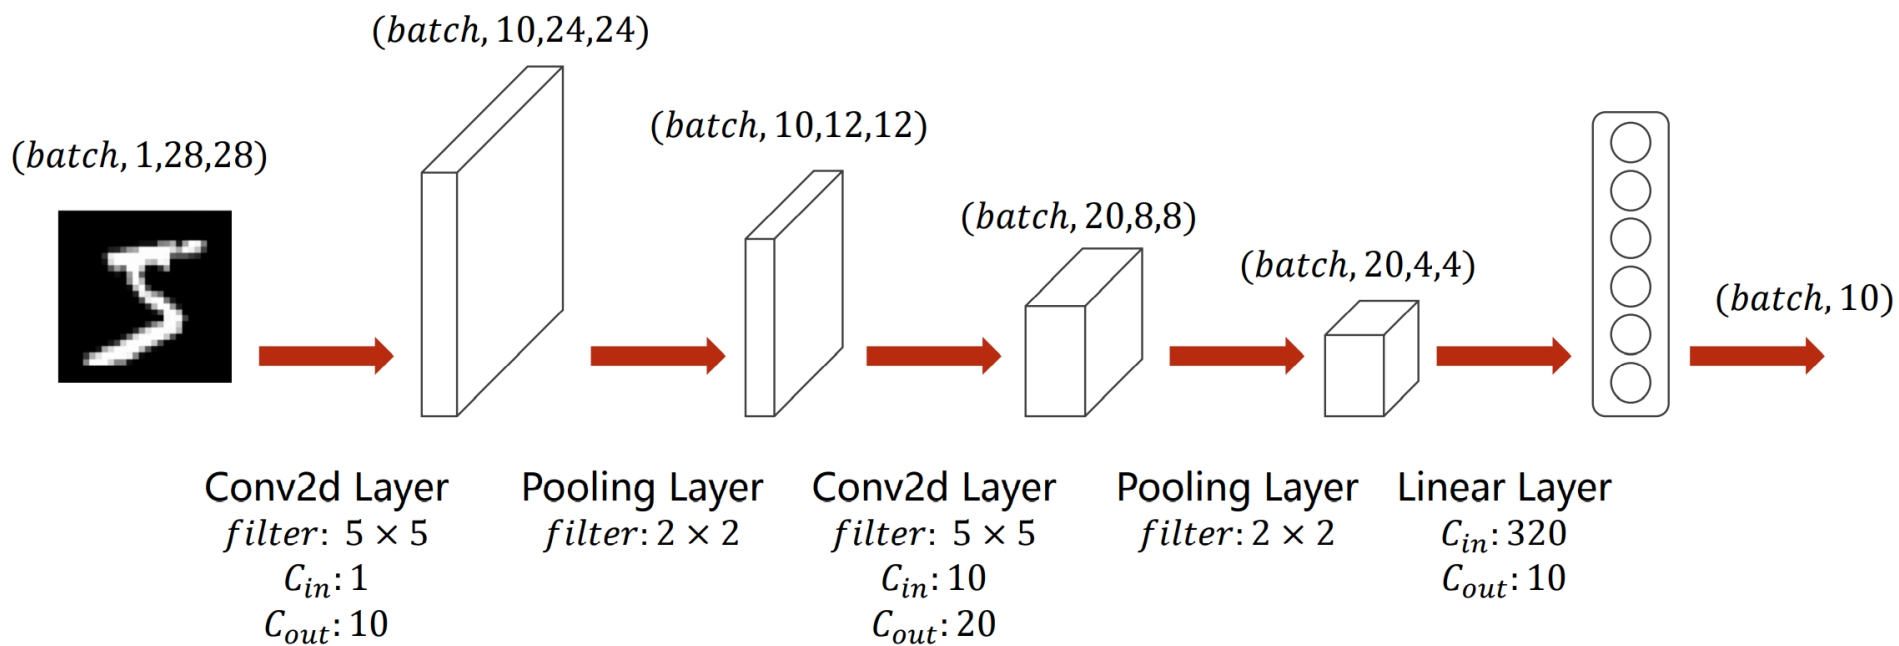 (batch, 10,24,24)
(batch, 10,12,12)
(batch, 1,28,28)
(batch, 20,8,8)
(batch, 20,4,4)
(batch, 10)
Conv2d Layer
filter: 5 × 5
C_in: 1
C_out: 10
Pooling Layer
filter: 2 × 2
Conv2d Layer
filter: 5 × 5
C_in: 10
C_out: 20
Pooling Layer
filter: 2 × 2
Linear Layer
C_in: 320
C_out: 10